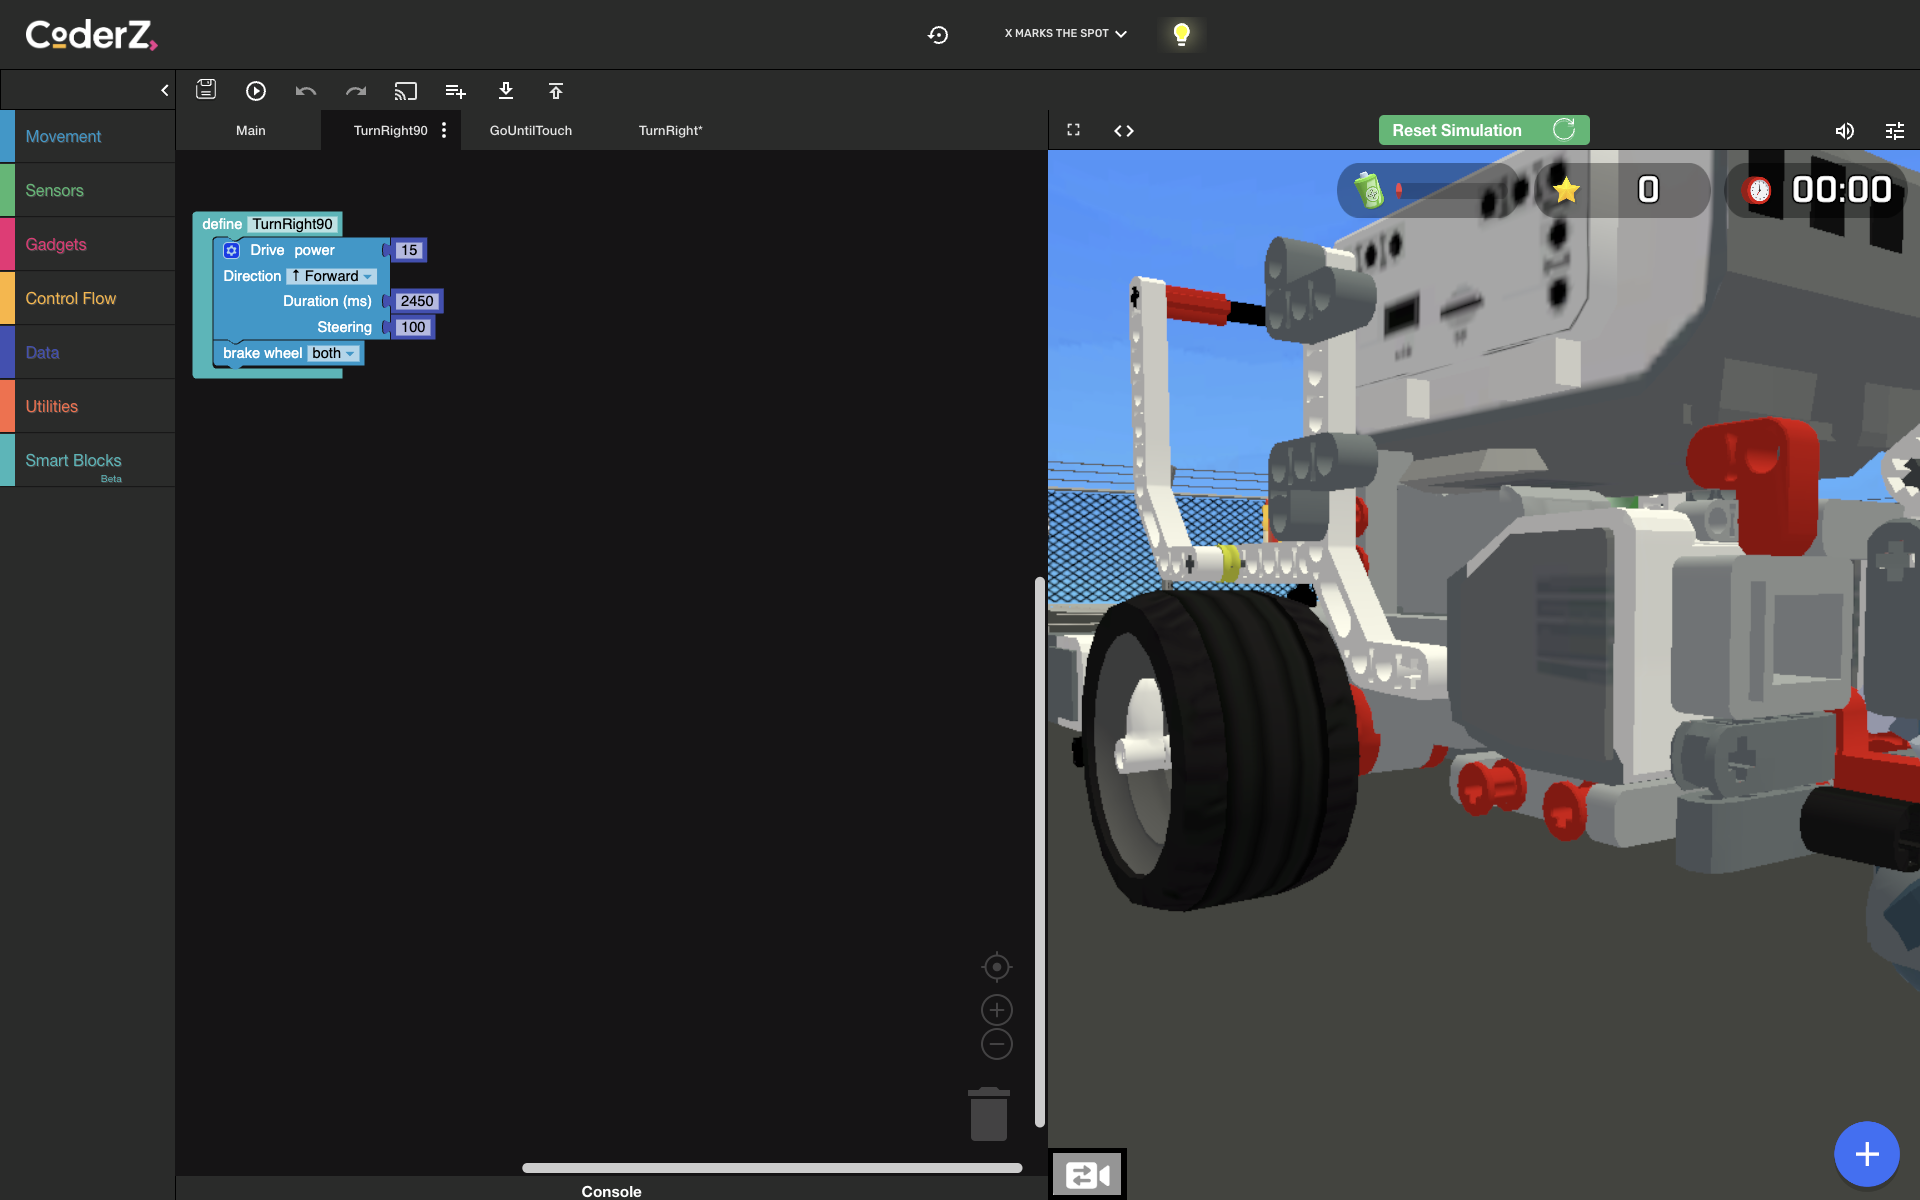 CoderZ
X MARKS THE SPOT
Main
TurnRight90
GoUntilTouch
TurnRight*
Reset Simulation
Movement
Sensors
Gadgets
Control Flow
Data
Utilities
Smart Blocks
Beta
define TurnRight90
Drive power 15
Direction ↑ Forward
Duration (ms) 2450
Steering 100
brake wheel both
0
00:00
Console